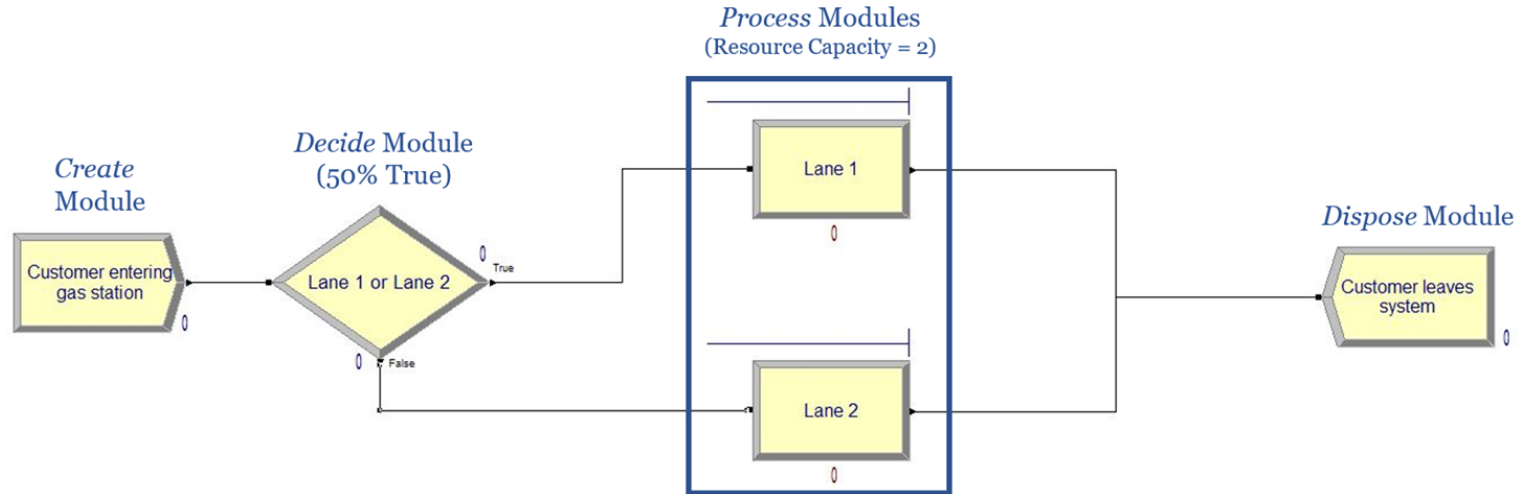 Process Modules
(Resource Capacity = 2)
Create
Module
Decide Module
(50% True)
Customer entering
gas station
0
Lane 1 or Lane 2
0
True
0
False
Lane 1
0
Lane 2
0
Dispose Module
Customer leaves
system
0